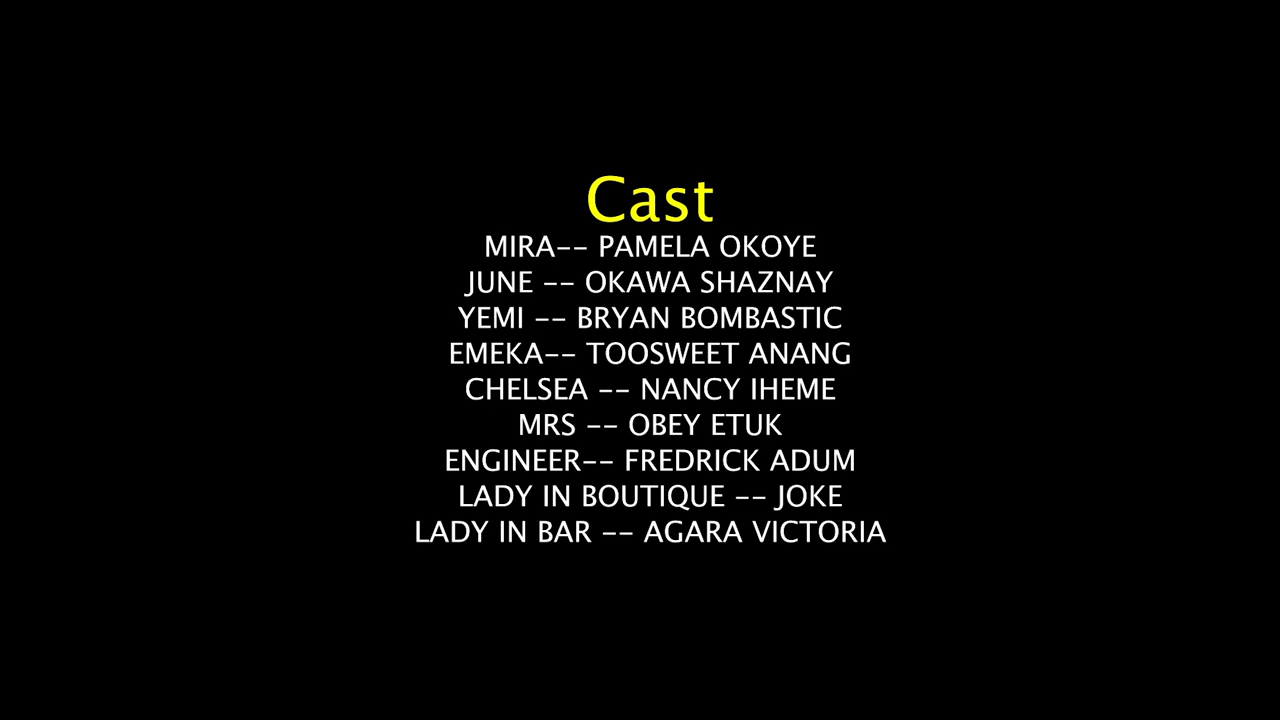 Cast
MIRA-- PAMELA OKOYE
JUNE -- OKAWA SHAZNAY
YEMI -- BRYAN BOMBASTIC
EMEKA-- TOOSWEET ANANG
CHELSEA -- NANCY IHEME
MRS -- OBEY ETUK
ENGINEER-- FREDRICK ADUM
LADY IN BOUTIQUE -- JOKE
LADY IN BAR -- AGARA VICTORIA